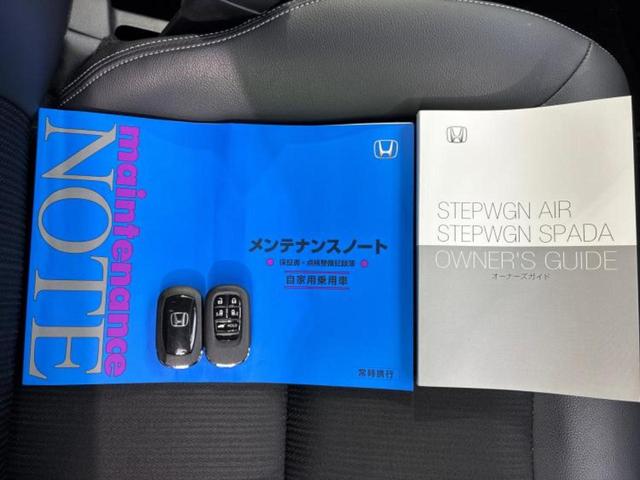 maintenance
NOTE
メンテナンスノート
保証書・点検整備記録簿
自家用乗用車
常時携行
HOLD
STEPWGN AIR
STEPWGN SPADA
OWNER'S GUIDE
オーナーズガイド